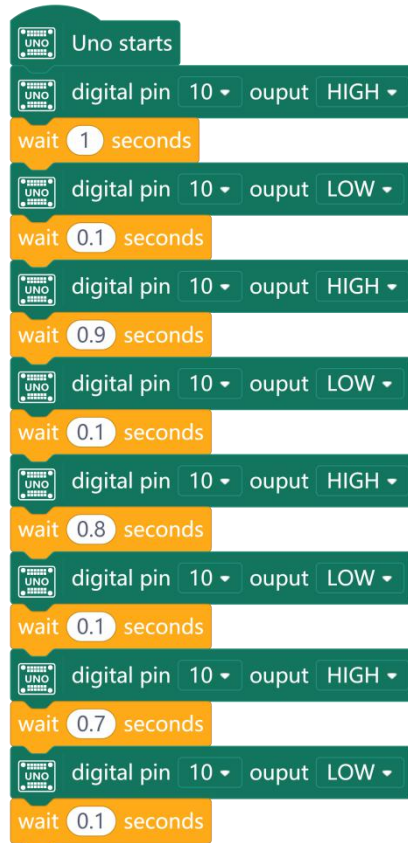 UNO Uno starts
UNO digital pin 10 ouput HIGH
wait 1 seconds
UNO digital pin 10 ouput LOW
wait 0.1 seconds
UNO digital pin 10 ouput HIGH
wait 0.9 seconds
UNO digital pin 10 ouput LOW
wait 0.1 seconds
UNO digital pin 10 ouput HIGH
wait 0.8 seconds
UNO digital pin 10 ouput LOW
wait 0.1 seconds
UNO digital pin 10 ouput HIGH
wait 0.7 seconds
UNO digital pin 10 ouput LOW
wait 0.1 seconds